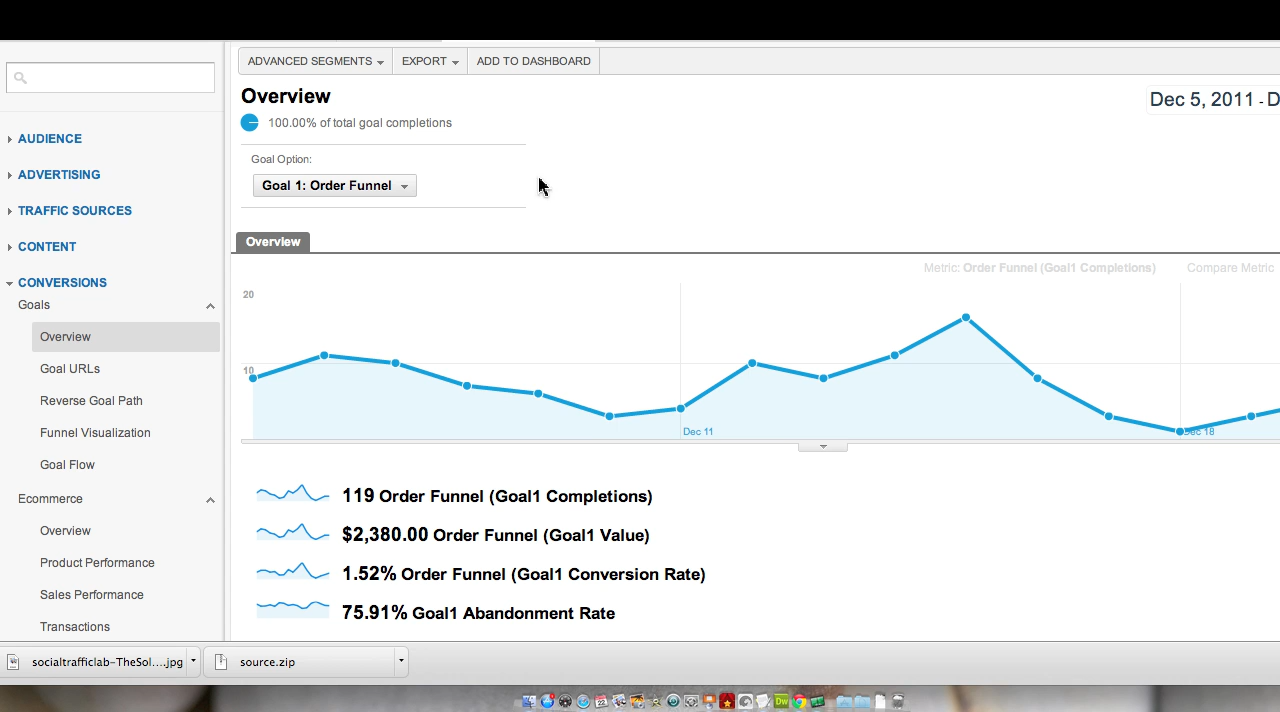 ADVANCED SEGMENTS
EXPORT
ADD TO DASHBOARD
Overview
Dec 5, 2011 - D
100.00% of total goal completions
Goal Option:
Goal 1: Order Funnel
AUDIENCE
ADVERTISING
TRAFFIC SOURCES
CONTENT
CONVERSIONS
Goals
Overview
Goal URLs
Reverse Goal Path
Funnel Visualization
Goal Flow
Ecommerce
Overview
Product Performance
Sales Performance
Transactions
Overview
Metric: Order Funnel (Goal1 Completions)
Compare Metric
20
10
Dec 11
Dec 18
119 Order Funnel (Goal1 Completions)
$2,380.00 Order Funnel (Goal1 Value)
1.52% Order Funnel (Goal1 Conversion Rate)
75.91% Goal1 Abandonment Rate
socialtrafficlab-TheSol....jpg
source.zip
Dw